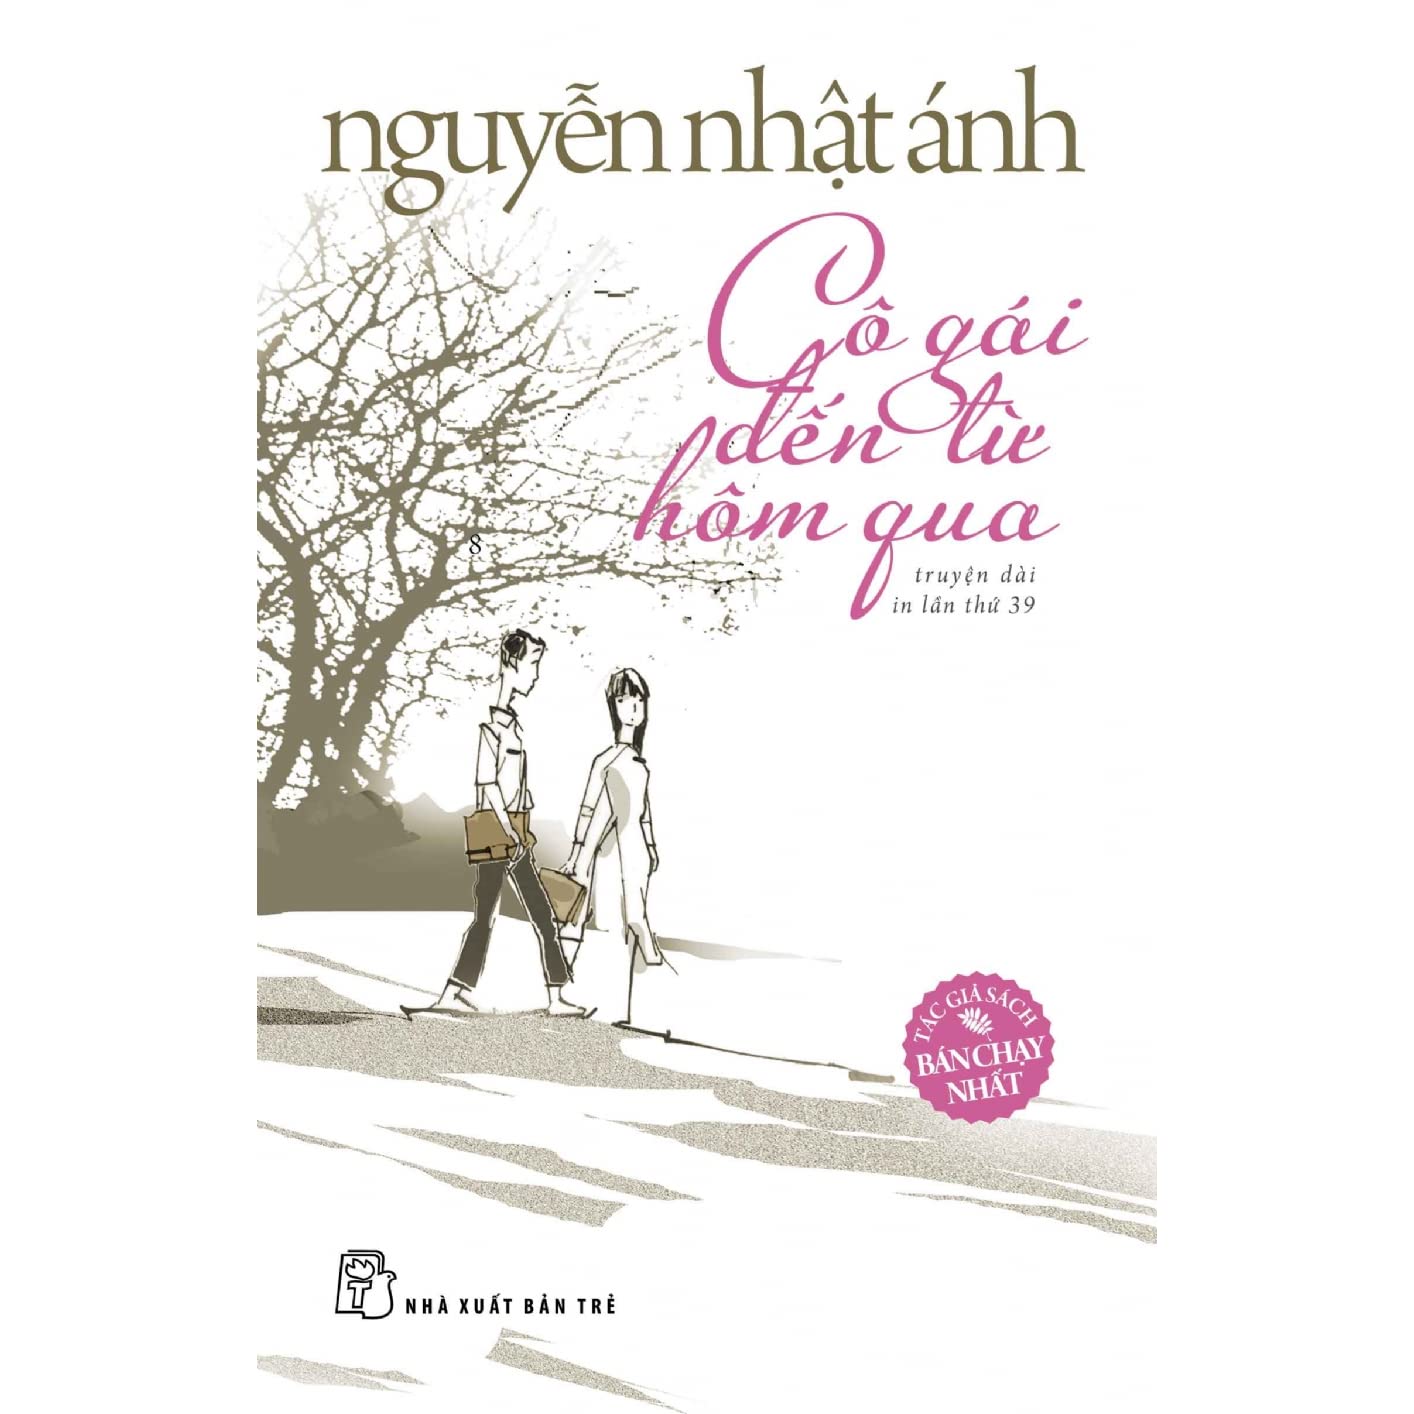 nguyễn nhật ánh
Cô gái
đến từ
hôm qua
truyện dài
in lần thứ 39
8
TÁC GIẢ SÁCH
BÁN CHẠY
NHẤT
T
NHÀ XUẤT BẢN TRẺ